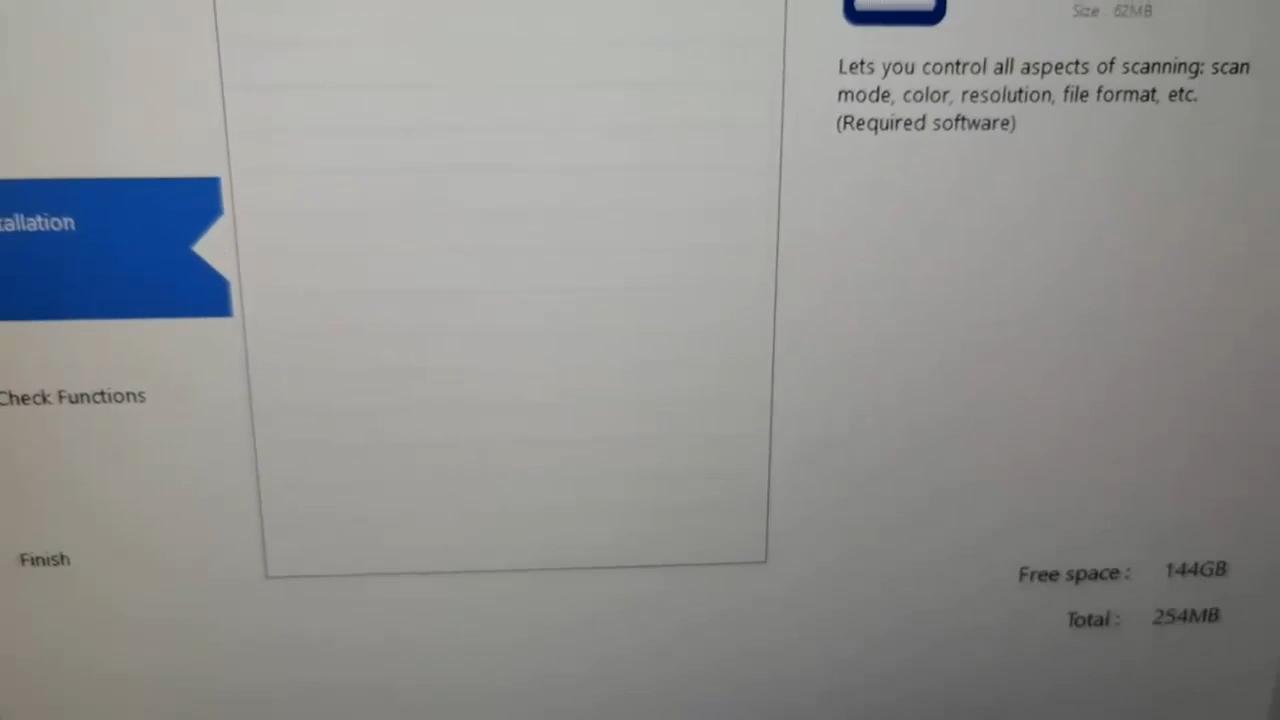 Size : 62MB
Lets you control all aspects of scanning: scan
mode, color, resolution, file format, etc.
(Required software)
tallation
Check Functions
Finish
Free space : 144GB
Total : 254MB